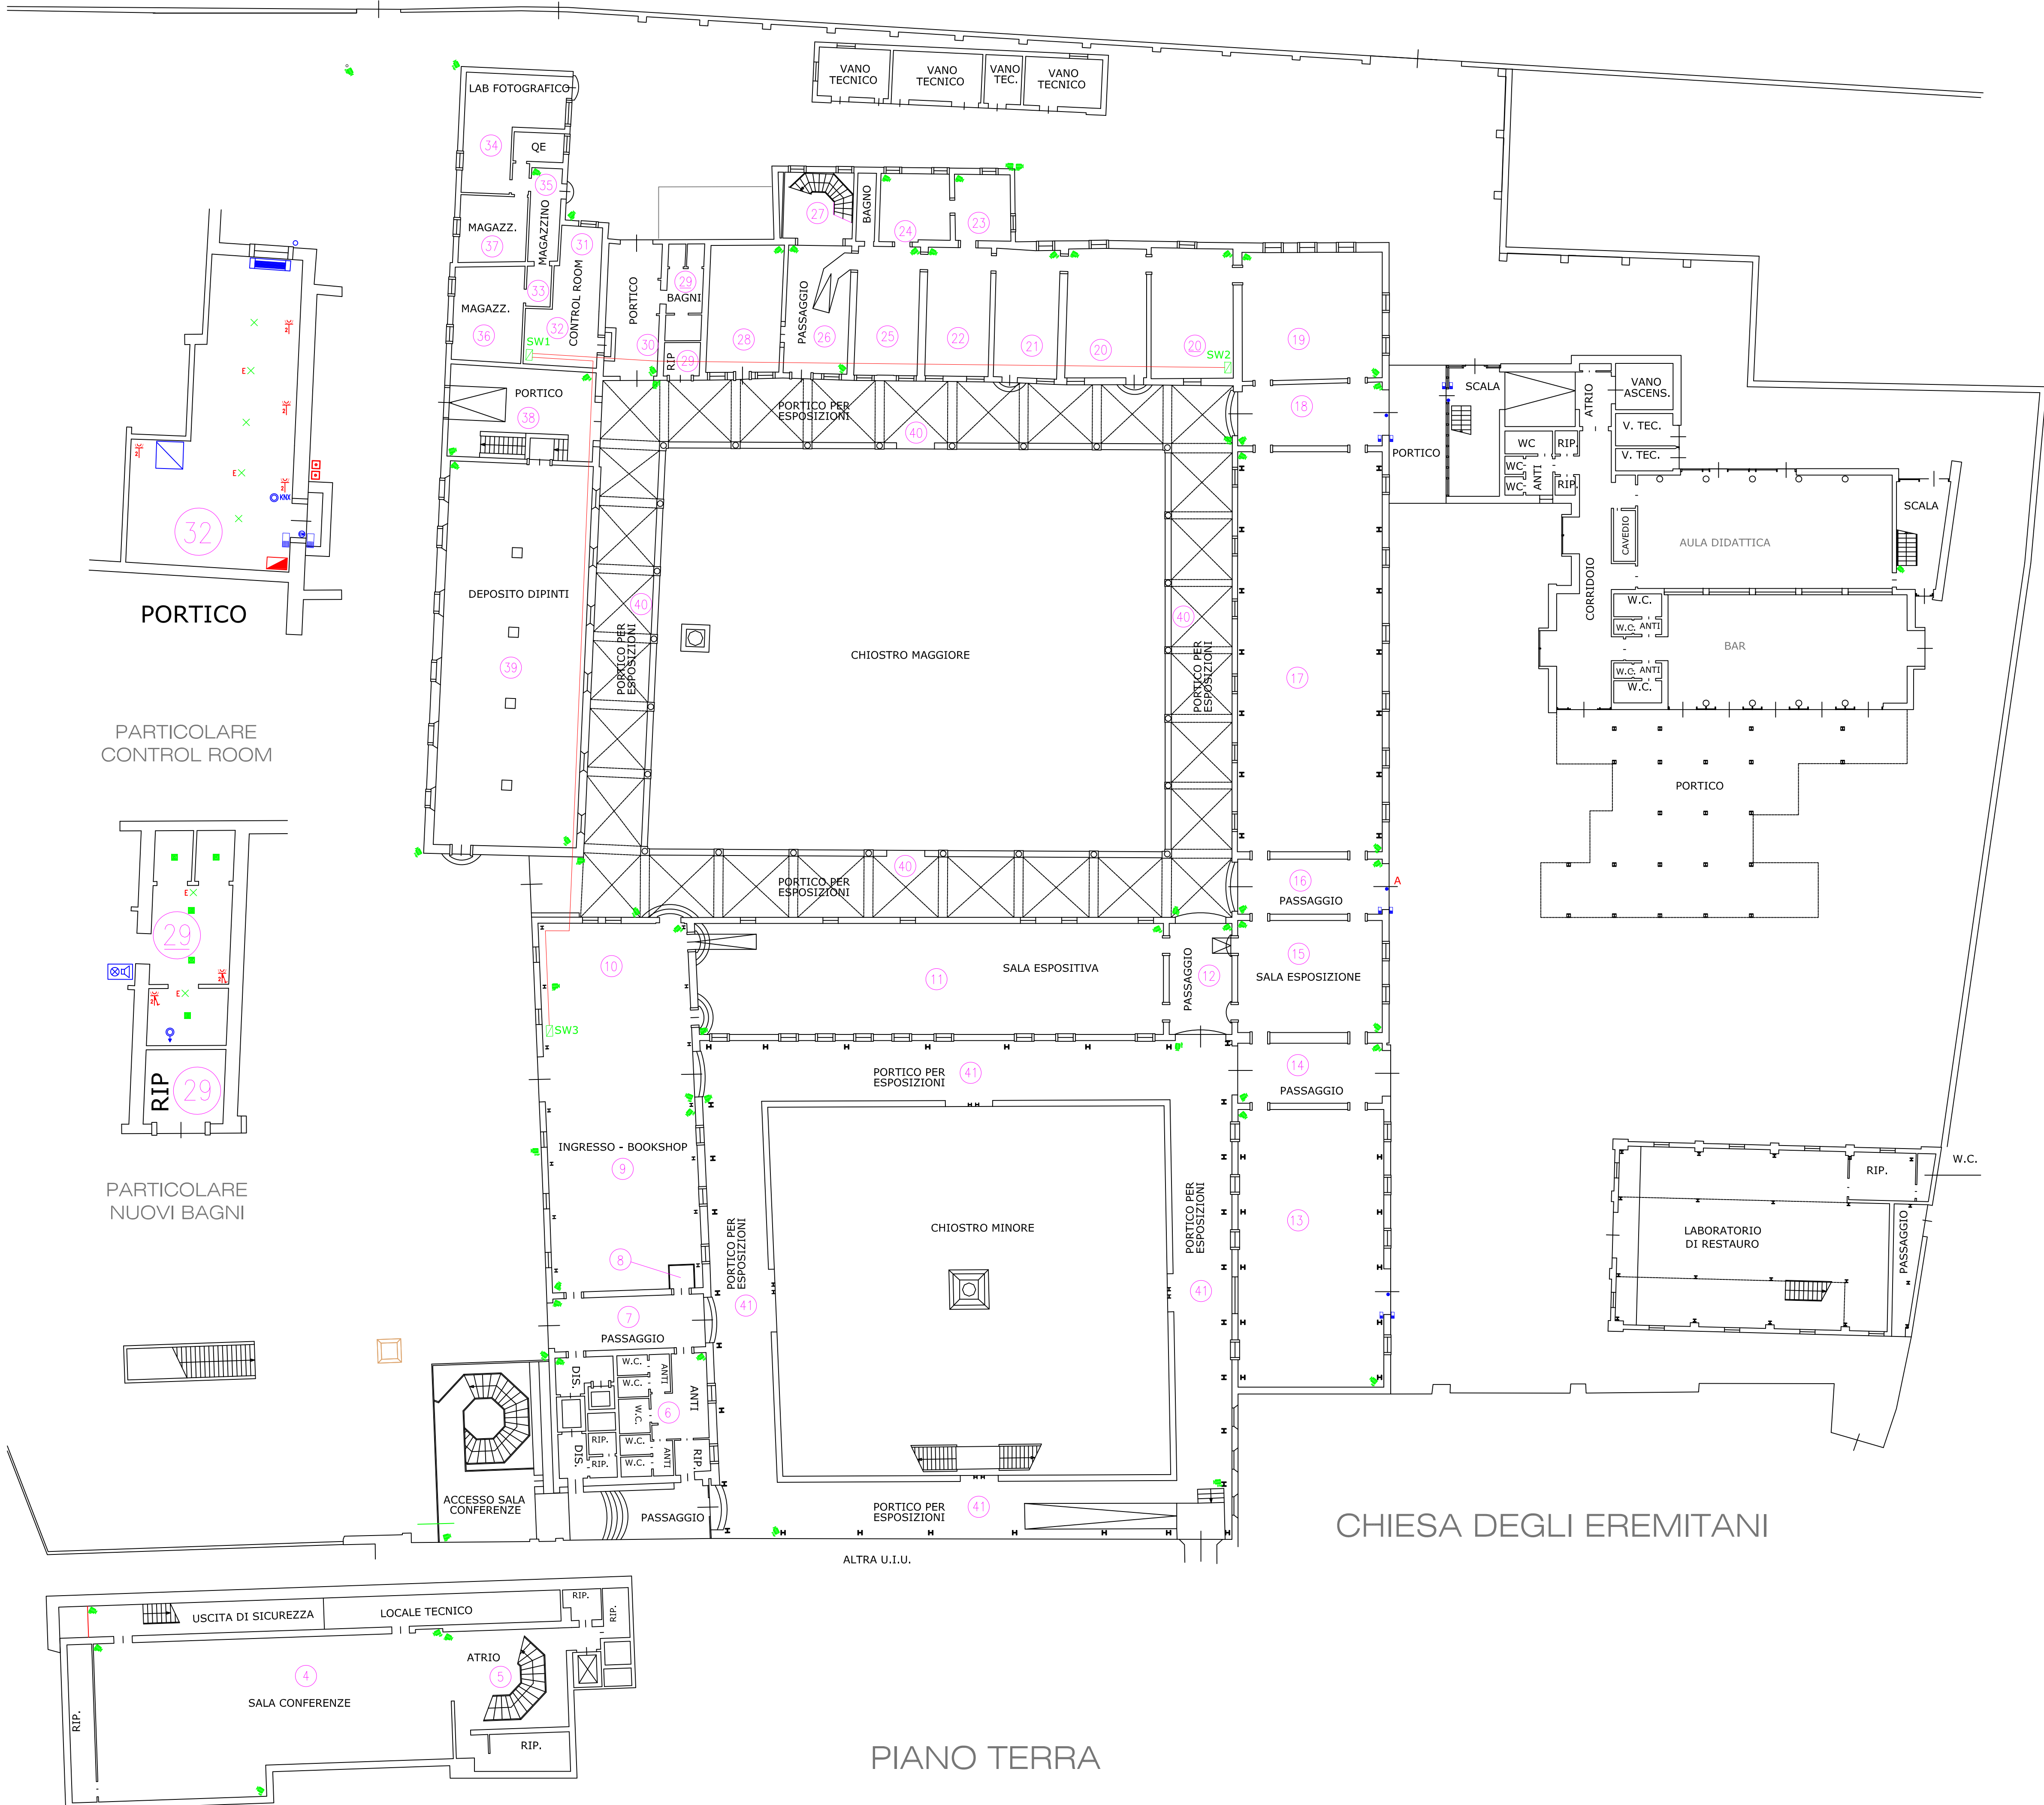 VANO
TECNICO
VANO
TECNICO
VANO
TEC.
VANO
TECNICO
LAB FOTOGRAFICO
34
QE
35
MAGAZZINO
MAGAZZ.
37
31
CONTROL ROOM
33
MAGAZZ.
36
32
SW1
PORTICO
30
29
BAGNI
RIP
29
28
27
BAGNO
24
23
PASSAGGIO
26
25
22
21
20
20
SW2
19
18
PORTICO
38
PORTICO PER
ESPOSIZIONI
40
DEPOSITO DIPINTI
39
40
PORTICO PER
ESPOSIZIONI
CHIOSTRO MAGGIORE
40
PORTICO PER
ESPOSIZIONI
17
40
PORTICO PER
ESPOSIZIONI
16
PASSAGGIO
A
PORTICO
SCALA
ATRIO
VANO
ASCENS.
V. TEC.
V. TEC.
WC
RIP.
WC
WC
ANTI
RIP.
SCALA
CAVEDIO
AULA DIDATTICA
CORRIDOIO
W.C.
W.C.
ANTI
BAR
W.C.
ANTI
W.C.
PORTICO
E
E
KNX
32
PORTICO
PARTICOLARE
CONTROL ROOM
E
29
E
RIP
29
PARTICOLARE
NUOVI BAGNI
10
SW3
11
SALA ESPOSITIVA
PASSAGGIO
12
15
SALA ESPOSIZIONE
14
PASSAGGIO
PORTICO PER
ESPOSIZIONI
41
INGRESSO - BOOKSHOP
9
8
7
PASSAGGIO
PORTICO PER
ESPOSIZIONI
41
CHIOSTRO MINORE
PORTICO PER
ESPOSIZIONI
41
13
DIS.
W.C.
W.C.
W.C.
W.C.
W.C.
ANTI
6
ANTI
DIS.
RIP.
RIP.
ANTI
RIP.
ACCESSO SALA
CONFERENZE
PASSAGGIO
PORTICO PER
ESPOSIZIONI
41
ALTRA U.I.U.
RIP.
W.C.
LABORATORIO
DI RESTAURO
PASSAGGIO
CHIESA DEGLI EREMITANI
USCITA DI SICUREZZA
LOCALE TECNICO
RIP.
RIP.
ATRIO
4
5
SALA CONFERENZE
RIP.
RIP.
PIANO TERRA